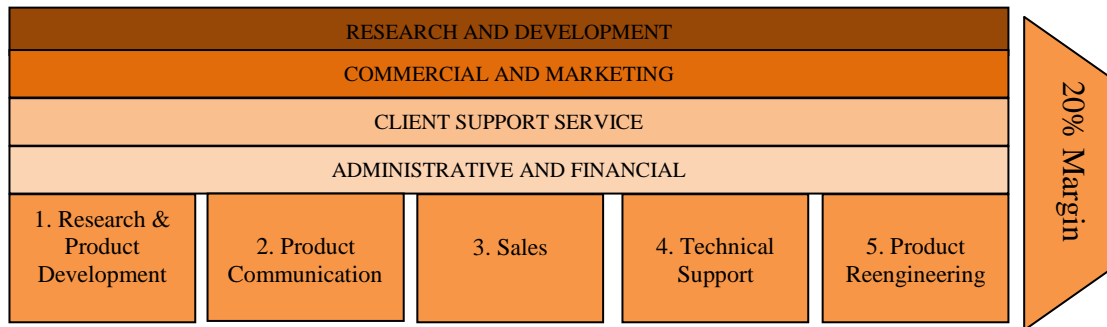 RESEARCH AND DEVELOPMENT
COMMERCIAL AND MARKETING
CLIENT SUPPORT SERVICE
ADMINISTRATIVE AND FINANCIAL
1. Research &
Product
Development
2. Product
Communication
3. Sales
4. Technical
Support
5. Product
Reengineering
20% Margin